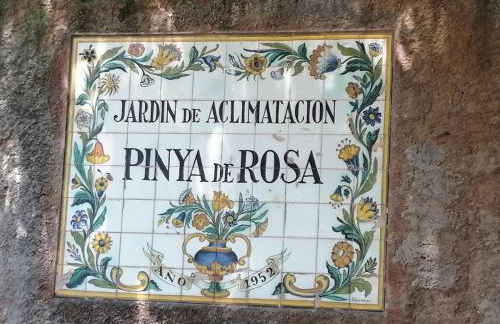 JARDIN DE ACLIMATACION
PINYA DE ROSA
AÑO 1952